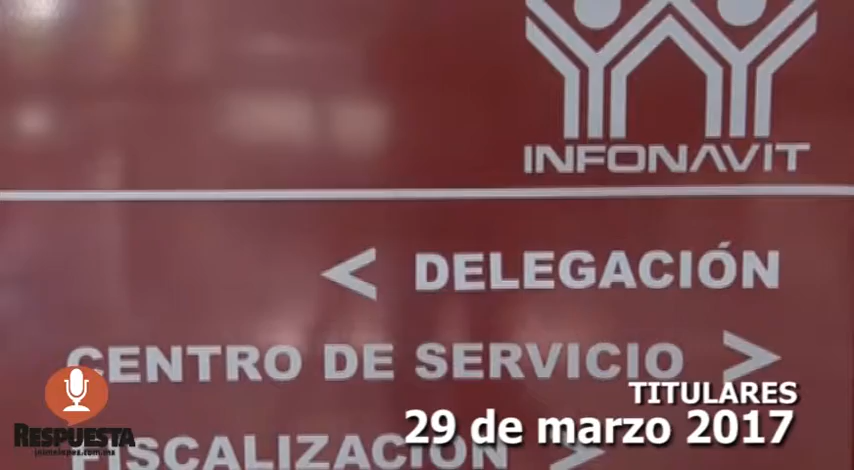 INFONAVIT
DELEGACIÓN
CENTRO DE SERVICIO
FISCALIZACIÓN
TITULARES
29 de marzo 2017
RESPUESTA